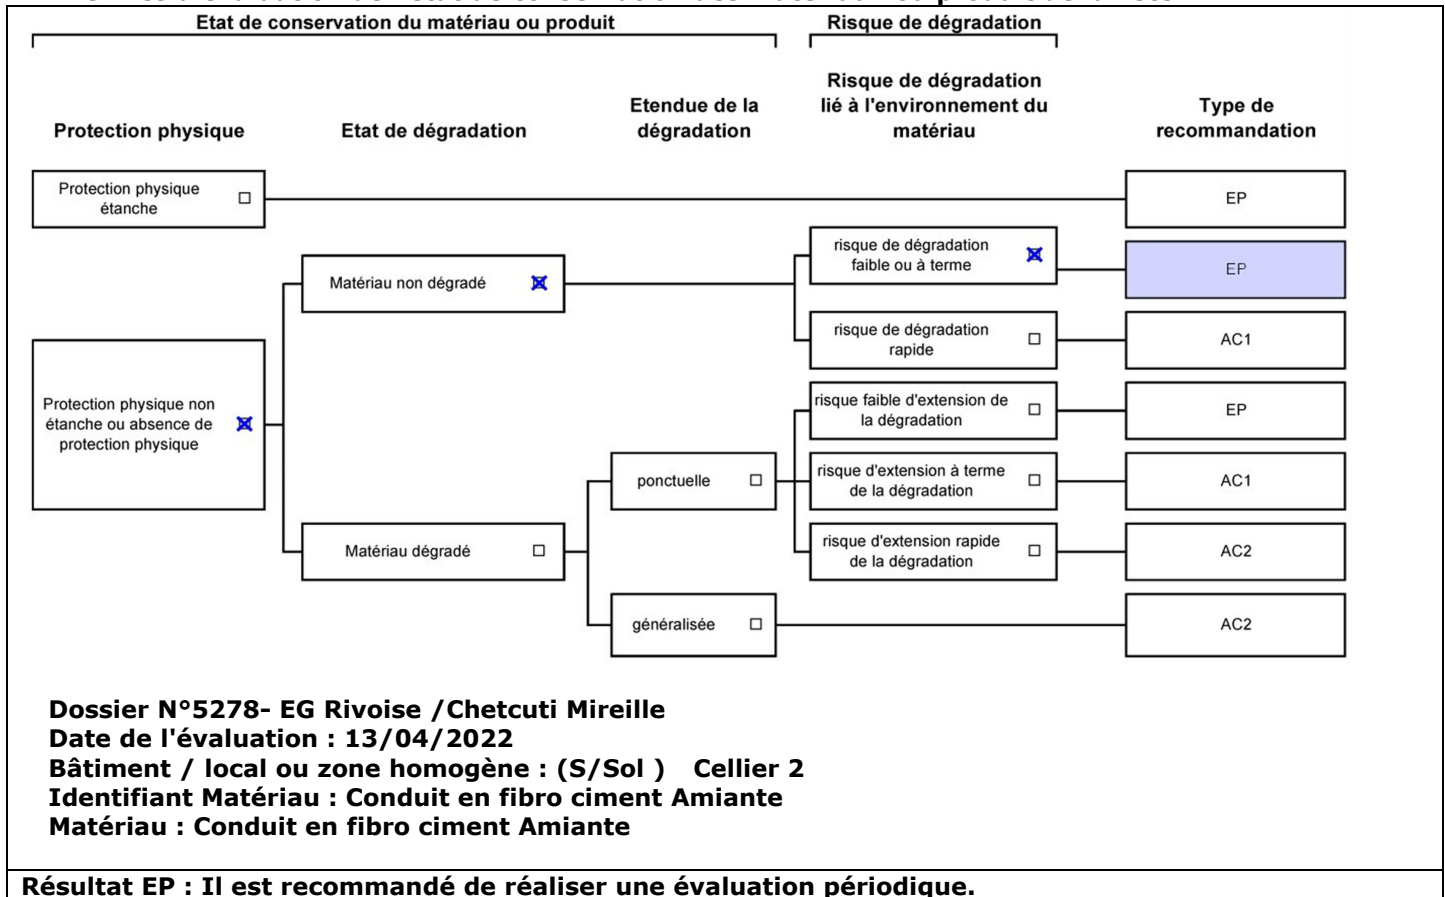 Etat de conservation du matériau ou produit
Risque de dégradation
Protection physique
Etat de dégradation
Etendue de la
dégradation
Risque de dégradation
lié à l'environnement du
matériau
Type de
recommandation
Protection physique
étanche
EP
risque de dégradation
faible ou à terme
EP
Matériau non dégradé
risque de dégradation
rapide
AC1
Protection physique non
étanche ou absence de
protection physique
risque faible d'extension de
la dégradation
EP
ponctuelle
risque d'extension à terme
de la dégradation
AC1
Matériau dégradé
risque d'extension rapide
de la dégradation
AC2
généralisée
AC2
Dossier N°5278- EG Rivoise /Chetcuti Mireille
Date de l'évaluation : 13/04/2022
Bâtiment / local ou zone homogène : (S/Sol ) Cellier 2
Identifiant Matériau : Conduit en fibro ciment Amiante
Matériau : Conduit en fibro ciment Amiante
Résultat EP : Il est recommandé de réaliser une évaluation périodique.